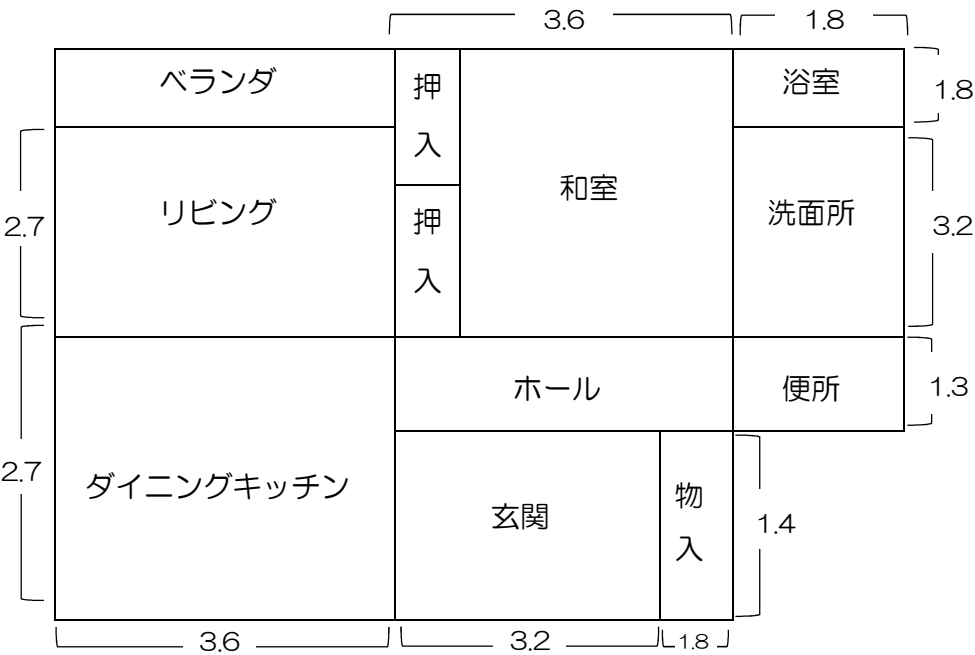 3.6
1.8
ベランダ
押入
和室
浴室
1.8
リビング
2.7
押入
洗面所
3.2
ホール
便所
1.3
ダイニングキッチン
2.7
玄関
物入
1.4
3.6
3.2
1.8